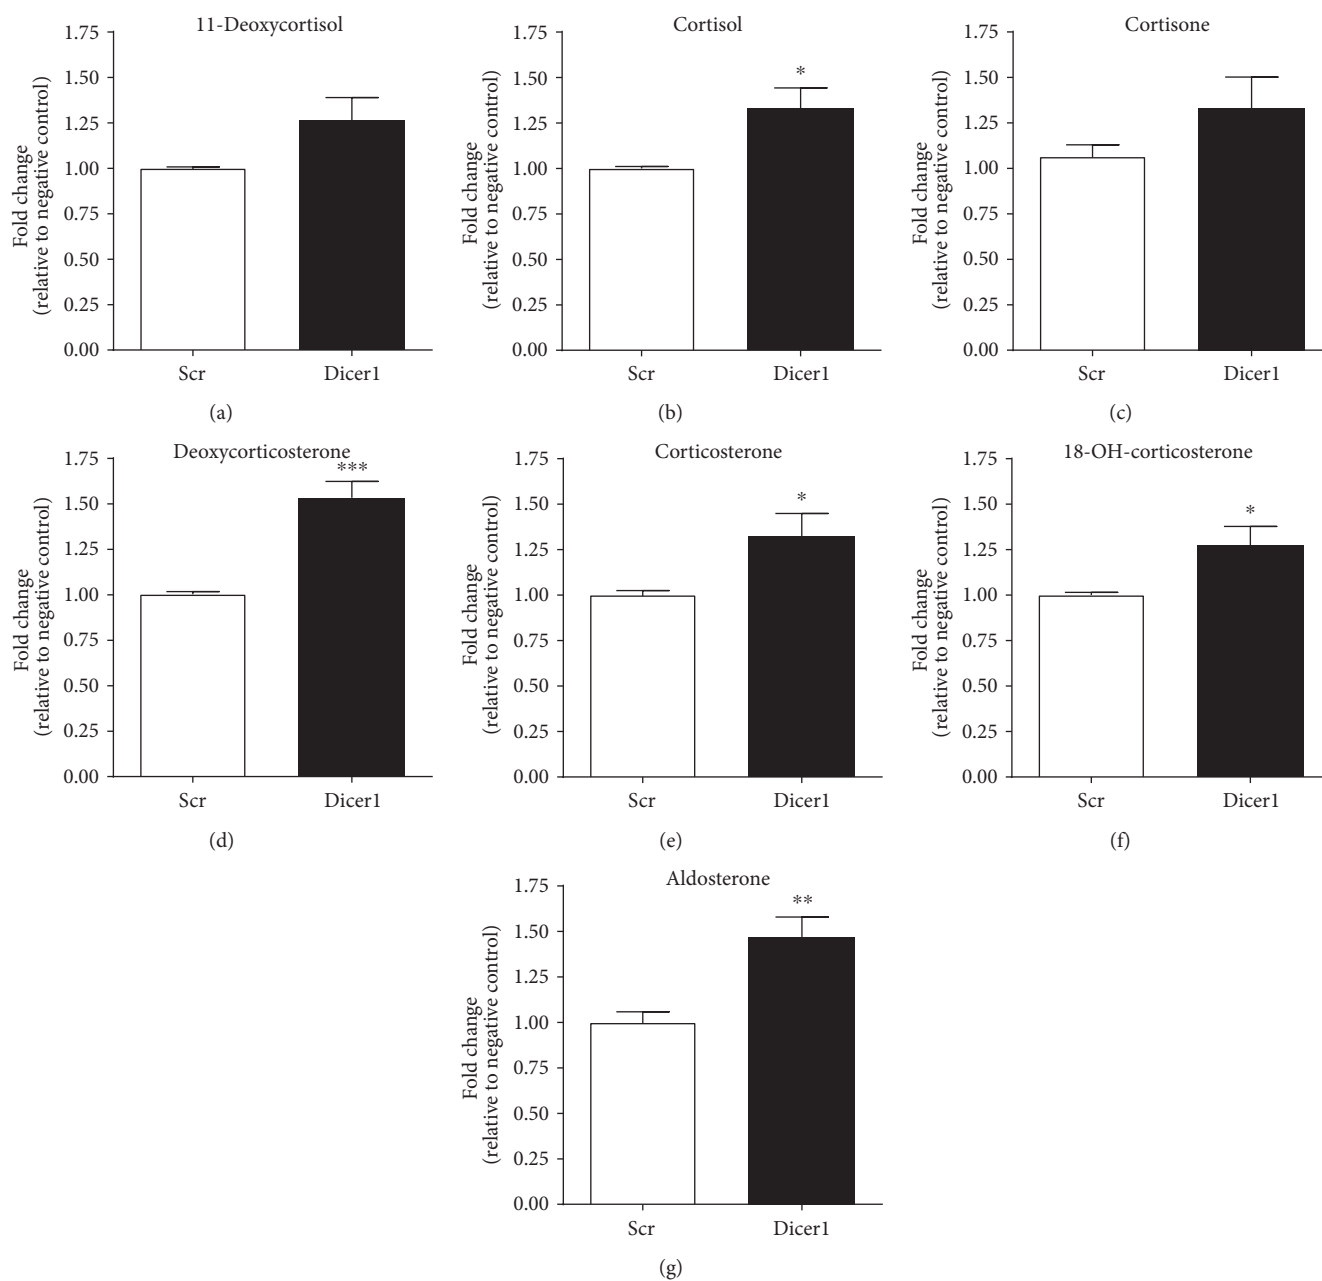 11-Deoxycortisol
Fold change
(relative to negative control)
1.75
1.50
1.25
1.00
0.75
0.50
0.25
0.00
Scr
Dicer1
(a)
Cortisol
Fold change
(relative to negative control)
1.75
1.50
1.25
1.00
0.75
0.50
0.25
0.00
*
Scr
Dicer1
(b)
Cortisone
Fold change
(relative to negative control)
1.75
1.50
1.25
1.00
0.75
0.50
0.25
0.00
Scr
Dicer1
(c)
Deoxycorticosterone
Fold change
(relative to negative control)
1.75
1.50
1.25
1.00
0.75
0.50
0.25
0.00
***
Scr
Dicer1
(d)
Corticosterone
Fold change
(relative to negative control)
1.75
1.50
1.25
1.00
0.75
0.50
0.25
0.00
*
Scr
Dicer1
(e)
18-OH-corticosterone
Fold change
(relative to negative control)
1.75
1.50
1.25
1.00
0.75
0.50
0.25
0.00
*
Scr
Dicer1
(f)
Aldosterone
Fold change
(relative to negative control)
1.75
1.50
1.25
1.00
0.75
0.50
0.25
0.00
**
Scr
Dicer1
(g)